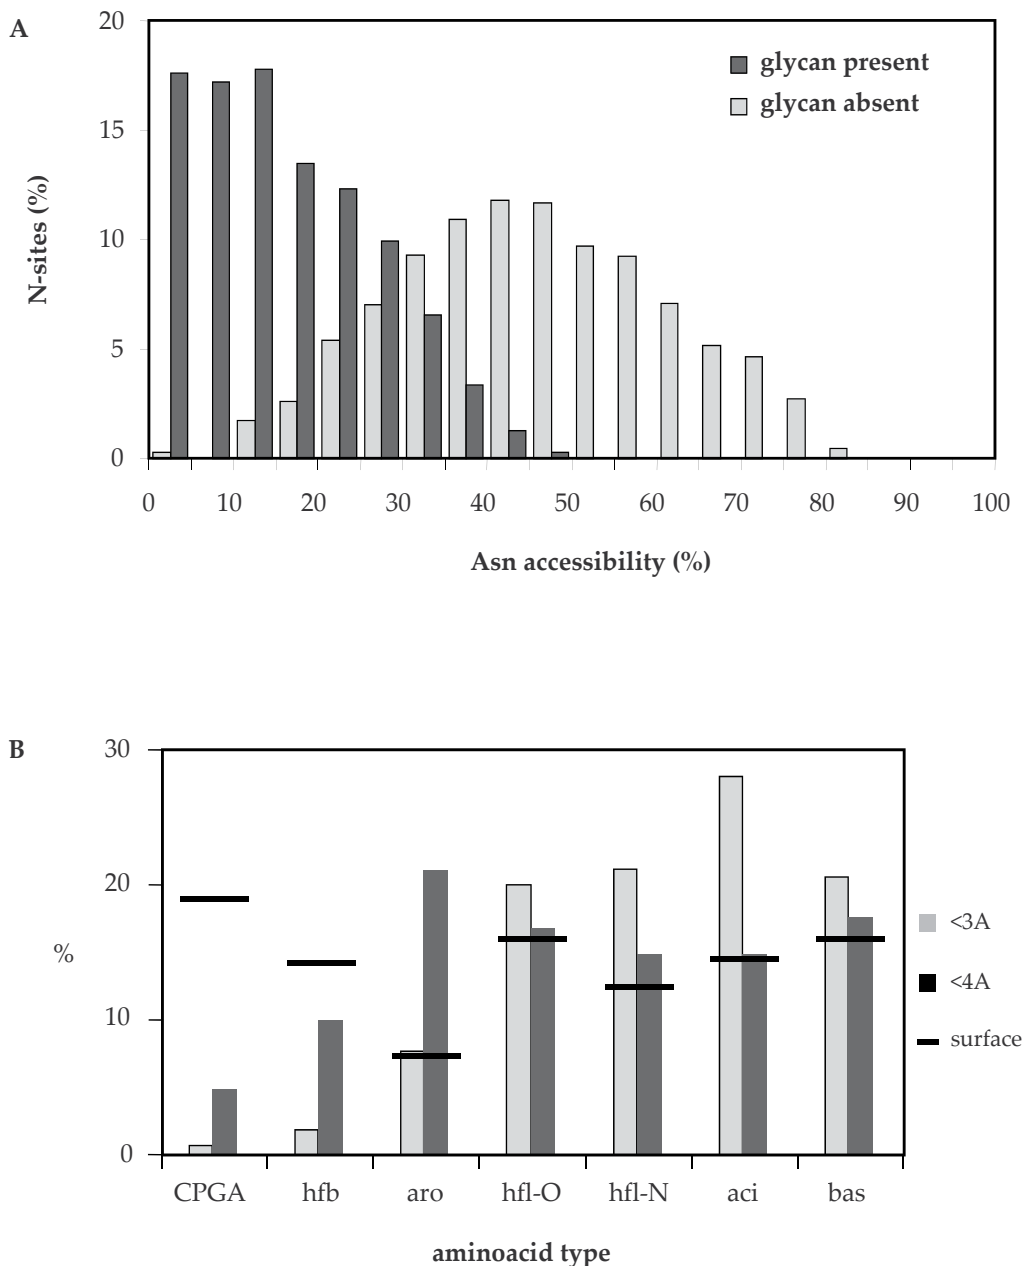 A
20
15
10
5
0
N-sites (%)
glycan present
glycan absent
0 10 20 30 40 50 60 70 80 90 100
Asn accessibility (%)
B
30
20
%
10
0
<3A
<4A
surface
CPGA hfb aro hfl-O hfl-N aci bas
aminoacid type